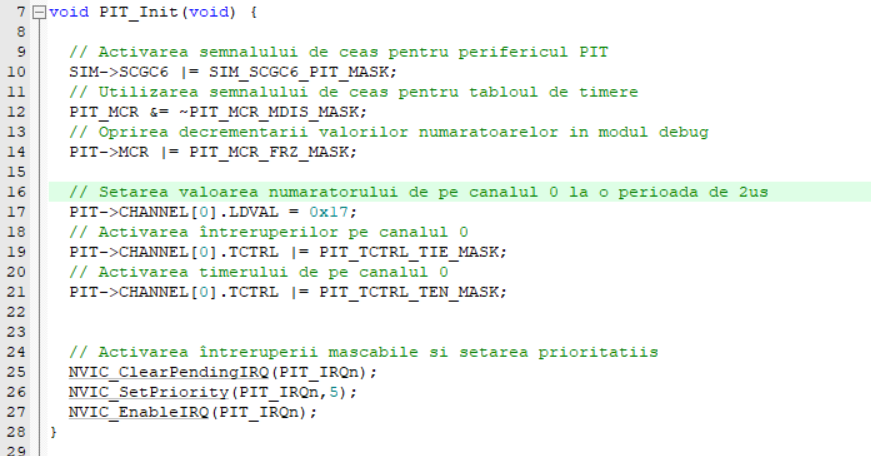 7 void PIT_Init(void) {
8
9 // Activarea semnalului de ceas pentru perifericul PIT
10 SIM->SCGC6 |= SIM_SCGC6_PIT_MASK;
11 // Utilizarea semnalului de ceas pentru tabloul de timere
12 PIT_MCR &= ~PIT_MCR_MDIS_MASK;
13 // Oprirea decrementarii valorilor numaratoarelor in modul debug
14 PIT->MCR |= PIT_MCR_FRZ_MASK;
15
16 // Setarea valoarea numaratorului de pe canalul 0 la o perioada de 2us
17 PIT->CHANNEL[0].LDVAL = 0x17;
18 // Activarea întreruperilor pe canalul 0
19 PIT->CHANNEL[0].TCTRL |= PIT_TCTRL_TIE_MASK;
20 // Activarea timerului de pe canalul 0
21 PIT->CHANNEL[0].TCTRL |= PIT_TCTRL_TEN_MASK;
22
23
24 // Activarea întreruperii mascabile si setarea prioritatiis
25 NVIC_ClearPendingIRQ(PIT_IRQn);
26 NVIC_SetPriority(PIT_IRQn,5);
27 NVIC_EnableIRQ(PIT_IRQn);
28 }
29